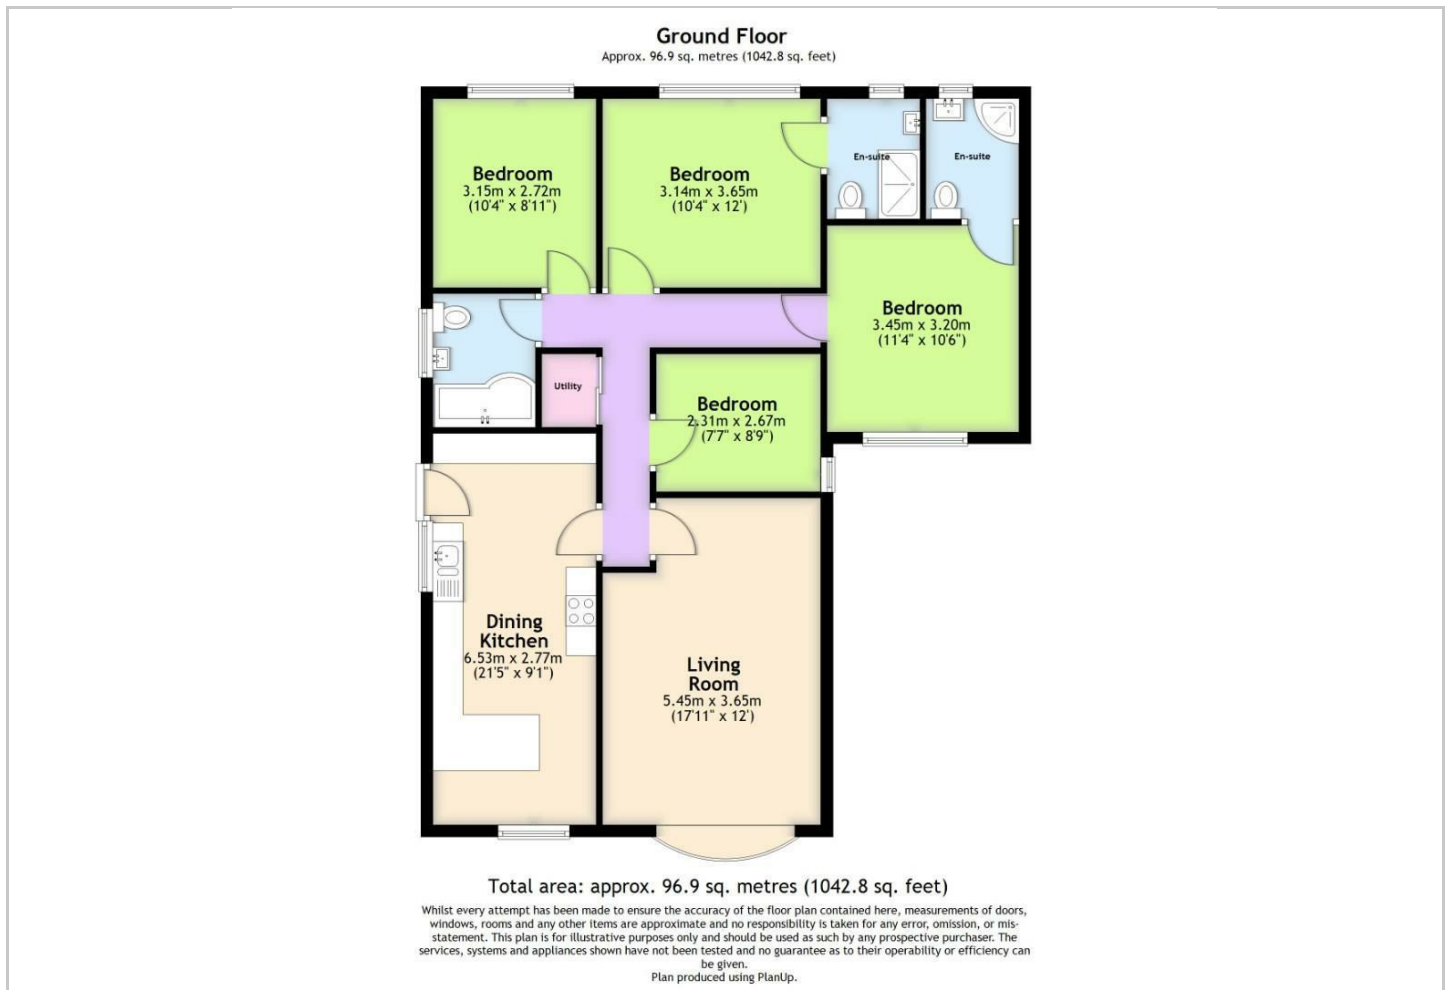 Ground Floor
Approx. 96.9 sq. metres (1042.8 sq. feet)
Bedroom
3.15m x 2.72m
(10'4" x 8'11")
Bedroom
3.14m x 3.65m
(10'4" x 12')
En-suite
En-suite
Bedroom
3.45m x 3.20m
(11'4" x 10'6")
Utility
Bedroom
2.31m x 2.67m
(7'7" x 8'9")
Dining
Kitchen
6.53m x 2.77m
(21'5" x 9'1")
Living
Room
5.45m x 3.65m
(17'11" x 12')
Total area: approx. 96.9 sq. metres (1042.8 sq. feet)
Whilst every attempt has been made to ensure the accuracy of the floor plan contained here, measurements of doors,
windows, rooms and any other items are approximate and no responsibility is taken for any error, omission, or mis-
statement. This plan is for illustrative purposes only and should be used as such by any prospective purchaser. The
services, systems and appliances shown have not been tested and no guarantee as to their operability or efficiency can
be given.
Plan produced using PlanUp.